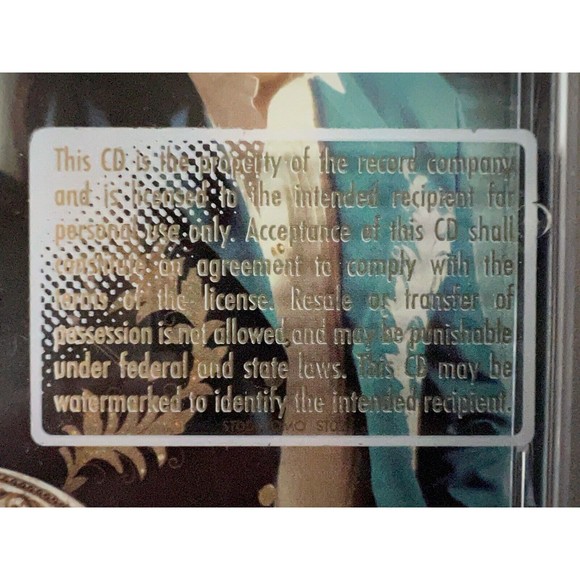 This CD is the property of the record company
and is licensed to the intended recipient for
personal use only. Acceptance of this CD shall
constitute an agreement to comply with the
terms of the license. Resale or transfer of
possession is not allowed and may be punishable
under federal and state laws. This CD may be
watermarked to identify the intended recipient.